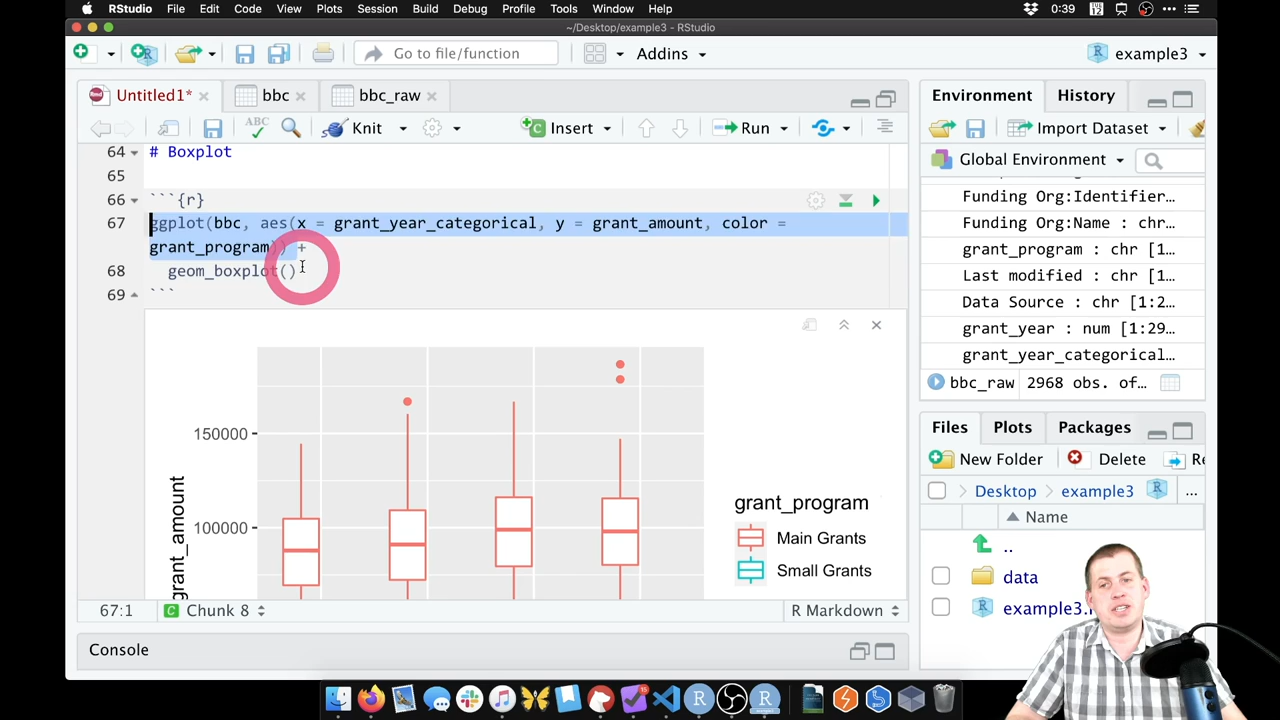 RStudio File Edit Code View Plots Session Build Debug Profile Tools Window Help 0:39
~/Desktop/example3 - RStudio
Go to file/function Addins example3
Untitled1* bbc bbc_raw
ABC Knit Insert Run
64 # Boxplot
65
66 ```{r}
67 ggplot(bbc, aes(x = grant_year_categorical, y = grant_amount, color =
grant_program)) +
68 geom_boxplot()
69 ```
150000
100000
grant_amount
grant_program
Main Grants
Small Grants
67:1 Chunk 8 R Markdown
Console
Environment History
Import Dataset
Global Environment
Funding Org:Identifier…
Funding Org:Name : chr…
grant_program : chr [1…
Last modified : chr [1…
Data Source : chr [1:2…
grant_year : num [1:29…
grant_year_categorical…
bbc_raw 2968 obs. of…
Files Plots Packages
New Folder Delete Re
Desktop example3 ...
Name
..
data
example3.